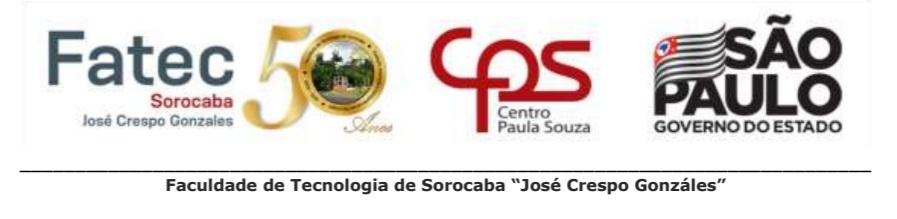 Fatec
Sorocaba
José Crespo Gonzales
50
Anos
CPS
Centro
Paula Souza
SÃO
PAULO
GOVERNO DO ESTADO
Faculdade de Tecnologia de Sorocaba “José Crespo Gonzáles”